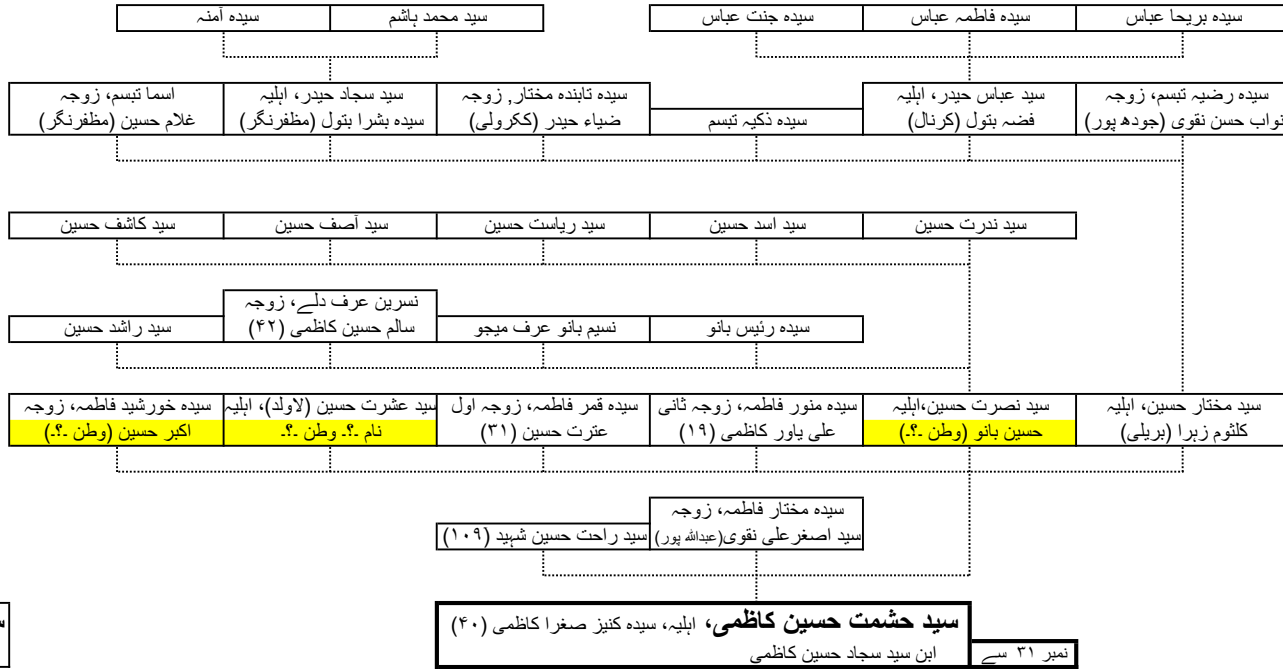 سیدہ بریحا عباس
سیدہ فاطمہ عباس
سیدہ جنت عباس
سید محمد ہاشم
سیدہ آمنہ
سیدہ رضیہ تبسم، زوجہ
نواب حسن نقوی (جودھ پور)
سید عباس حیدر، اہلیہ
فضہ بتول (کرنال)
سیدہ ذکیہ تبسم
سیدہ تابندہ مختار, زوجہ
ضیاء حیدر (ککرولی)
سید سجاد حیدر، اہلیہ
سیدہ بشرا بتول (مظفرنگر)
اسما تبسم، زوجہ
غلام حسین (مظفرنگر)
سید ندرت حسین
سید اسد حسین
سید ریاست حسین
سید آصف حسین
سید کاشف حسین
سیدہ رئیس بانو
نسیم بانو عرف میجو
نسرین عرف دلے، زوجہ
سالم حسین کاظمی (۴۲)
سید راشد حسین
سید مختار حسین، اہلیہ
کلثوم زہرا (بریلی)
سید نصرت حسین،اہلیہ
حسین بانو (وطن ۔؟۔)
سیدہ منور فاطمہ، زوجہ ثانی
علی یاور کاظمی (۱۹)
سیدہ قمر فاطمہ، زوجہ اول
عترت حسین (۳۱)
سید عشرت حسین (لاولد)، اہلیہ
نام ۔؟۔ وطن ۔؟۔
سیدہ خورشید فاطمہ، زوجہ
اکبر حسین (وطن ۔؟۔)
سیدہ مختار فاطمہ، زوجہ
سید اصغرعلی نقوی(عبداللہ پور)
سید راحت حسین شہید (۱۰۹)
سید حشمت حسین کاظمی، اہلیہ، سیدہ کنیز صغرا کاظمی (۴۰)
ابن سید سجاد حسین کاظمی
نمبر ۳۱ سے